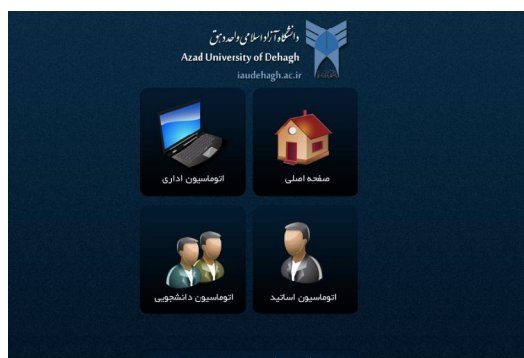 دانشگاه آزاد اسلامی واحد دهق
Azad University of Dehagh
iaudehagh.ac.ir
صفحه اصلی
اتوماسیون اداری
اتوماسیون اساتید
اتوماسیون دانشجویی